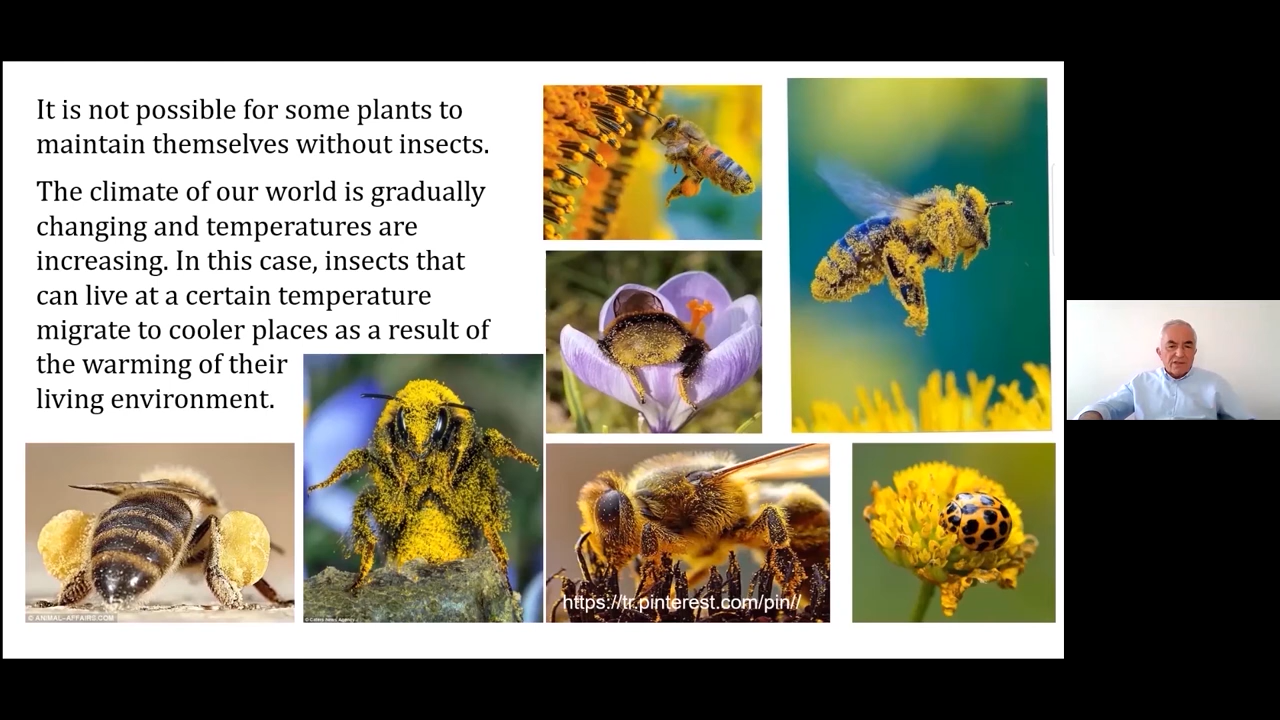 It is not possible for some plants to
maintain themselves without insects.
The climate of our world is gradually
changing and temperatures are
increasing. In this case, insects that
can live at a certain temperature
migrate to cooler places as a result of
the warming of their
living environment.
https://tr.pinterest.com/pin//
© ANIMAL-AFFAIRS.COM